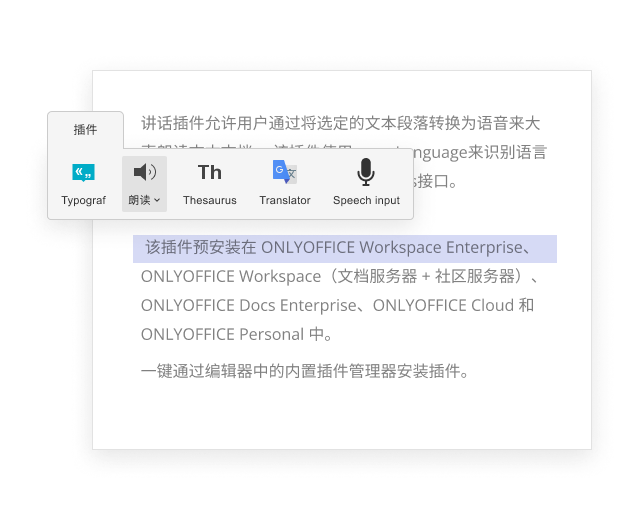 插件
Typograf
朗读
Th
Thesaurus
Translator
Speech input
讲话插件允许用户通过将选定的文本段落转换为语音来大
nguage来识别语言
接口。
该插件预安装在 ONLYOFFICE Workspace Enterprise、
ONLYOFFICE Workspace（文档服务器 + 社区服务器）、
ONLYOFFICE Docs Enterprise、ONLYOFFICE Cloud 和
ONLYOFFICE Personal 中。
一键通过编辑器中的内置插件管理器安装插件。